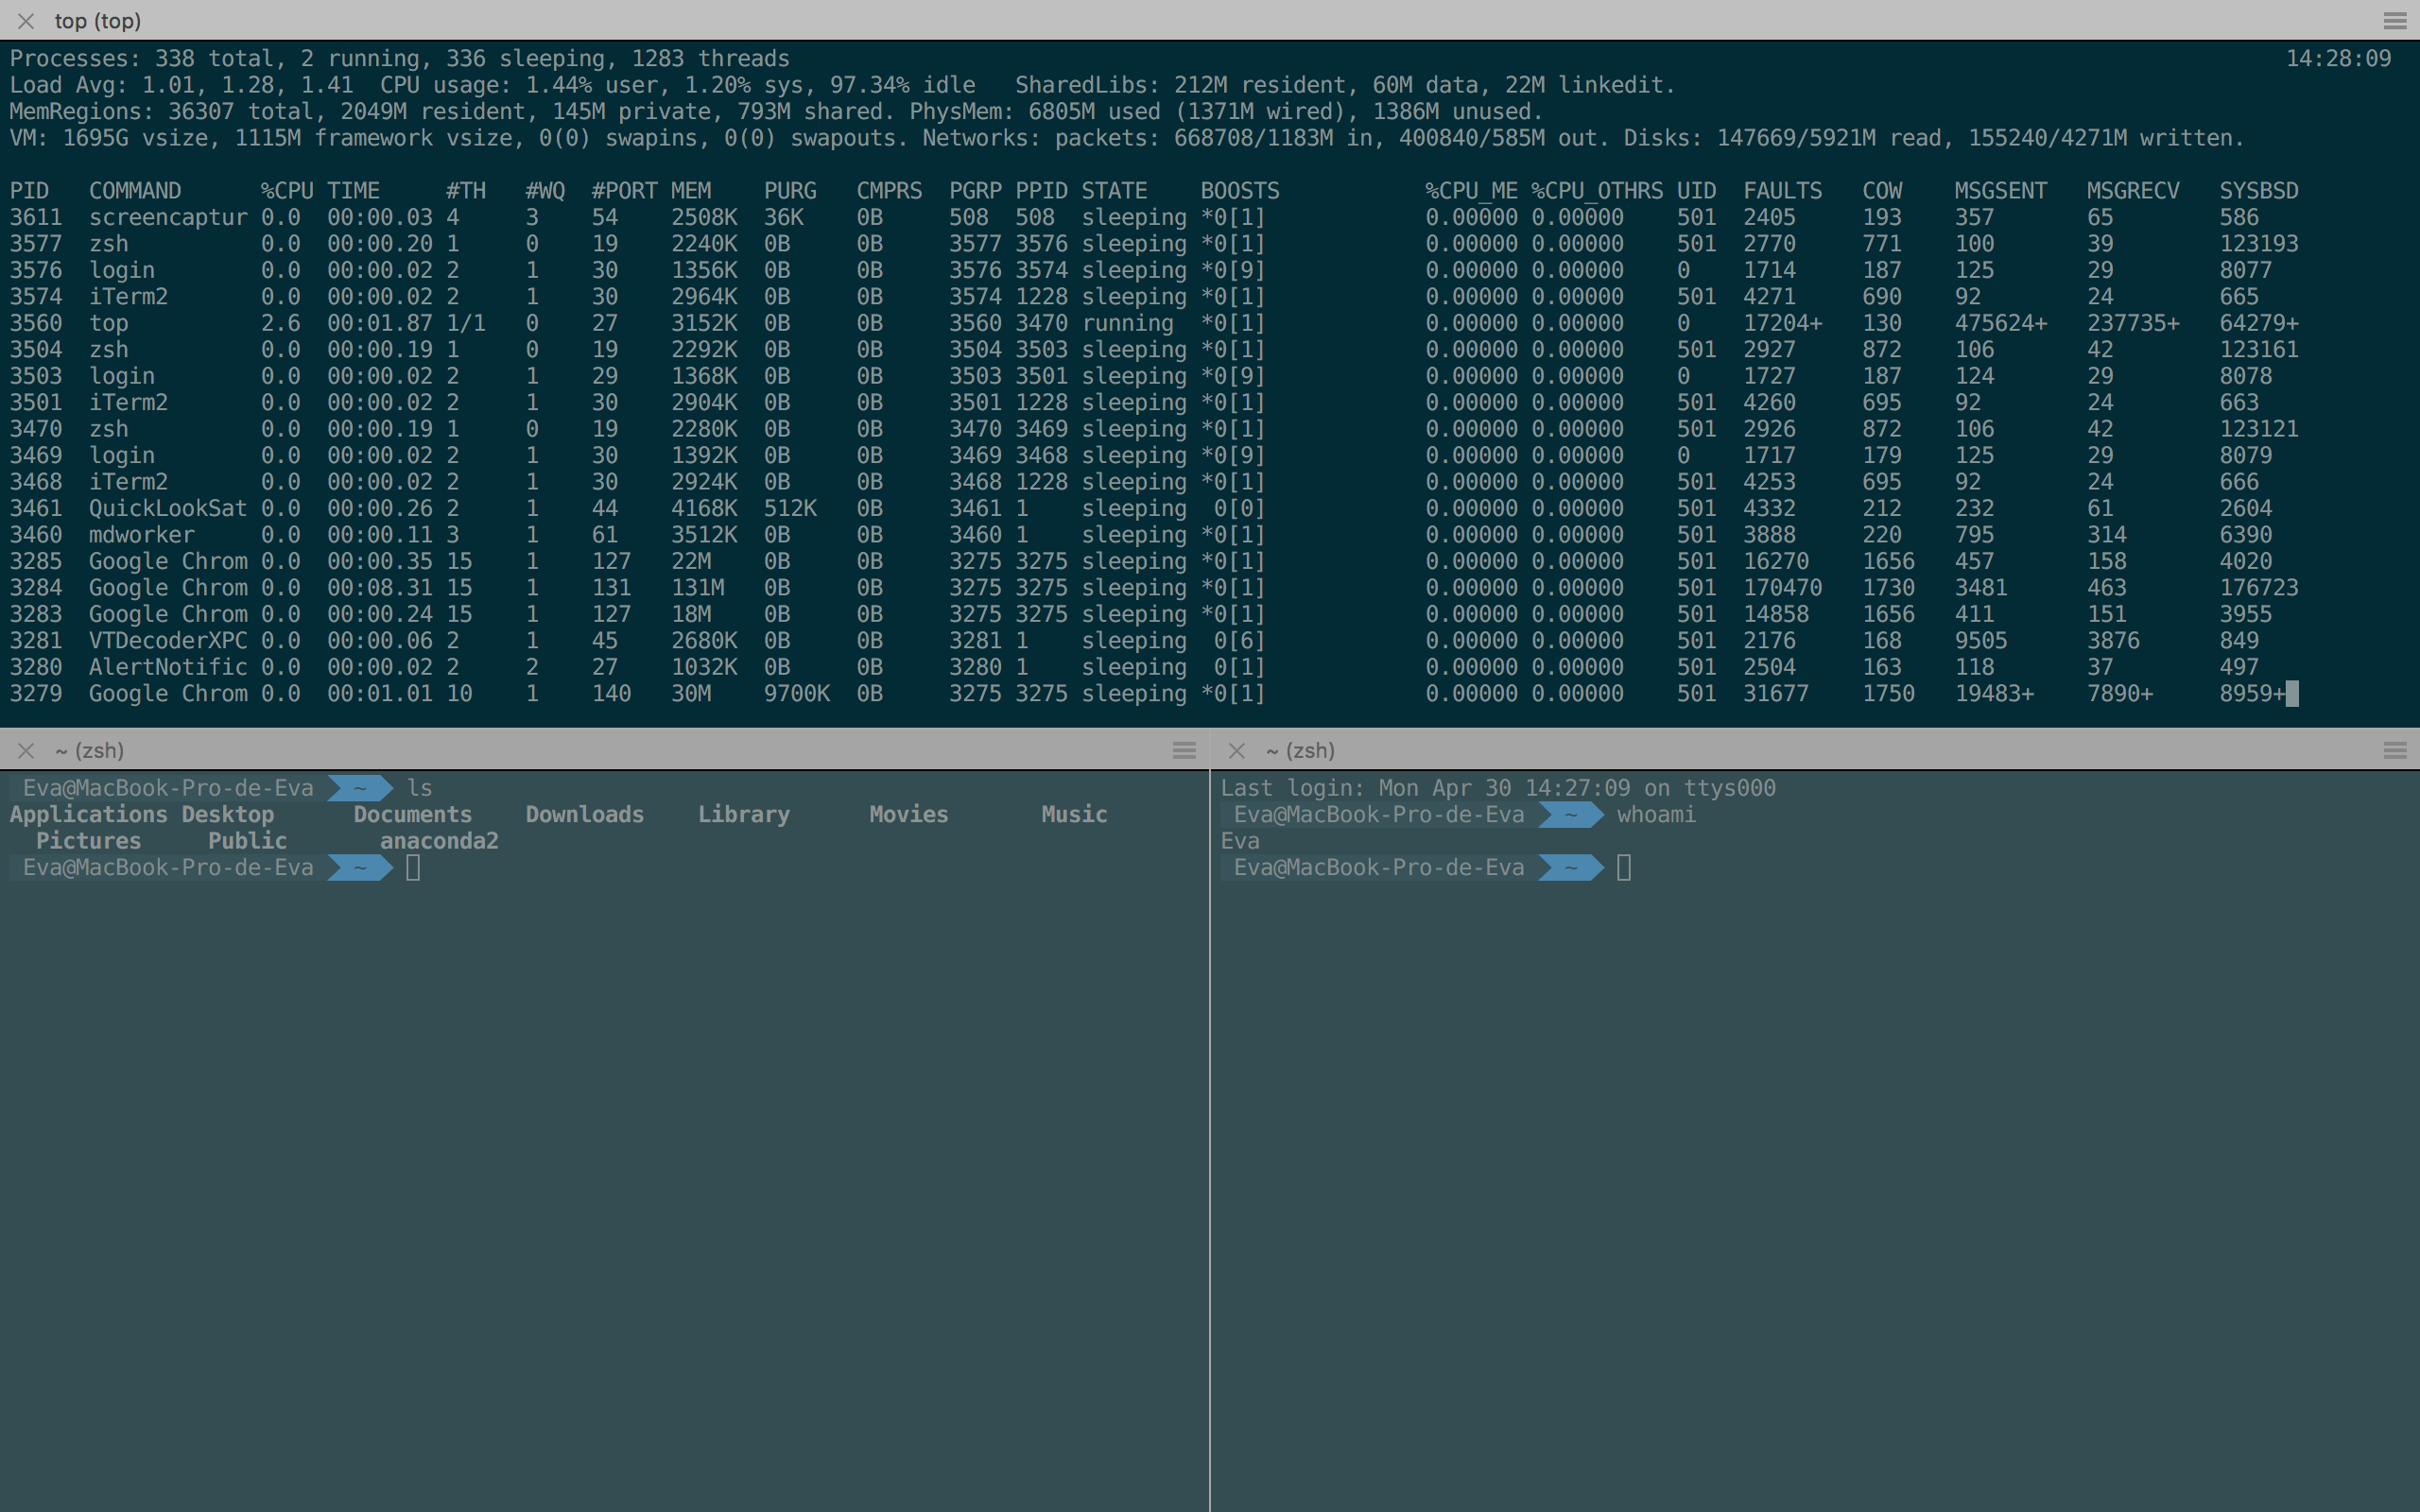 top (top)
Processes: 338 total, 2 running, 336 sleeping, 1283 threads 14:28:09
Load Avg: 1.01, 1.28, 1.41  CPU usage: 1.44% user, 1.20% sys, 97.34% idle   SharedLibs: 212M resident, 60M data, 22M linkedit.
MemRegions: 36307 total, 2049M resident, 145M private, 793M shared. PhysMem: 6805M used (1371M wired), 1386M unused.
VM: 1695G vsize, 1115M framework vsize, 0(0) swapins, 0(0) swapouts. Networks: packets: 668708/1183M in, 400840/585M out. Disks: 147669/5921M read, 155240/4271M written.
PID COMMAND %CPU TIME #TH #WQ #PORT MEM PURG CMPRS PGRP PPID STATE BOOSTS %CPU_ME %CPU_OTHRS UID FAULTS COW MSGSENT MSGRECV SYSBSD
3611 screencaptur 0.0 00:00.03 4 3 54 2508K 36K 0B 508 508 sleeping *0[1] 0.00000 0.00000 501 2405 193 357 65 586
3577 zsh 0.0 00:00.20 1 0 19 2240K 0B 0B 3577 3576 sleeping *0[1] 0.00000 0.00000 501 2770 771 100 39 123193
3576 login 0.0 00:00.02 2 1 30 1356K 0B 0B 3576 3574 sleeping *0[9] 0.00000 0.00000 0 1714 187 125 29 8077
3574 iTerm2 0.0 00:00.02 2 1 30 2964K 0B 0B 3574 1228 sleeping *0[1] 0.00000 0.00000 501 4271 690 92 24 665
3560 top 2.6 00:01.87 1/1 0 27 3152K 0B 0B 3560 3470 running *0[1] 0.00000 0.00000 0 17204+ 130 475624+ 237735+ 64279+
3504 zsh 0.0 00:00.19 1 0 19 2292K 0B 0B 3504 3503 sleeping *0[1] 0.00000 0.00000 501 2927 872 106 42 123161
3503 login 0.0 00:00.02 2 1 29 1368K 0B 0B 3503 3501 sleeping *0[9] 0.00000 0.00000 0 1727 187 124 29 8078
3501 iTerm2 0.0 00:00.02 2 1 30 2904K 0B 0B 3501 1228 sleeping *0[1] 0.00000 0.00000 501 4260 695 92 24 663
3470 zsh 0.0 00:00.19 1 0 19 2280K 0B 0B 3470 3469 sleeping *0[1] 0.00000 0.00000 501 2926 872 106 42 123121
3469 login 0.0 00:00.02 2 1 30 1392K 0B 0B 3469 3468 sleeping *0[9] 0.00000 0.00000 0 1717 179 125 29 8079
3468 iTerm2 0.0 00:00.02 2 1 30 2924K 0B 0B 3468 1228 sleeping *0[1] 0.00000 0.00000 501 4253 695 92 24 666
3461 QuickLookSat 0.0 00:00.26 2 1 44 4168K 512K 0B 3461 1 sleeping 0[0] 0.00000 0.00000 501 4332 212 232 61 2604
3460 mdworker 0.0 00:00.11 3 1 61 3512K 0B 0B 3460 1 sleeping *0[1] 0.00000 0.00000 501 3888 220 795 314 6390
3285 Google Chrom 0.0 00:00.35 15 1 127 22M 0B 0B 3275 3275 sleeping *0[1] 0.00000 0.00000 501 16270 1656 457 158 4020
3284 Google Chrom 0.0 00:08.31 15 1 131 131M 0B 0B 3275 3275 sleeping *0[1] 0.00000 0.00000 501 170470 1730 3481 463 176723
3283 Google Chrom 0.0 00:00.24 15 1 127 18M 0B 0B 3275 3275 sleeping *0[1] 0.00000 0.00000 501 14858 1656 411 151 3955
3281 VTDecoderXPC 0.0 00:00.06 2 1 45 2680K 0B 0B 3281 1 sleeping 0[6] 0.00000 0.00000 501 2176 168 9505 3876 849
3280 AlertNotific 0.0 00:00.02 2 2 27 1032K 0B 0B 3280 1 sleeping 0[1] 0.00000 0.00000 501 2504 163 118 37 497
3279 Google Chrom 0.0 00:01.01 10 1 140 30M 9700K 0B 3275 3275 sleeping *0[1] 0.00000 0.00000 501 31677 1750 19483+ 7890+ 8959+
~ (zsh)
Eva@MacBook-Pro-de-Eva ~ ls
Applications Desktop Documents Downloads Library Movies Music
Pictures Public anaconda2
Eva@MacBook-Pro-de-Eva ~
~ (zsh)
Last login: Mon Apr 30 14:27:09 on ttys000
Eva@MacBook-Pro-de-Eva ~ whoami
Eva
Eva@MacBook-Pro-de-Eva ~